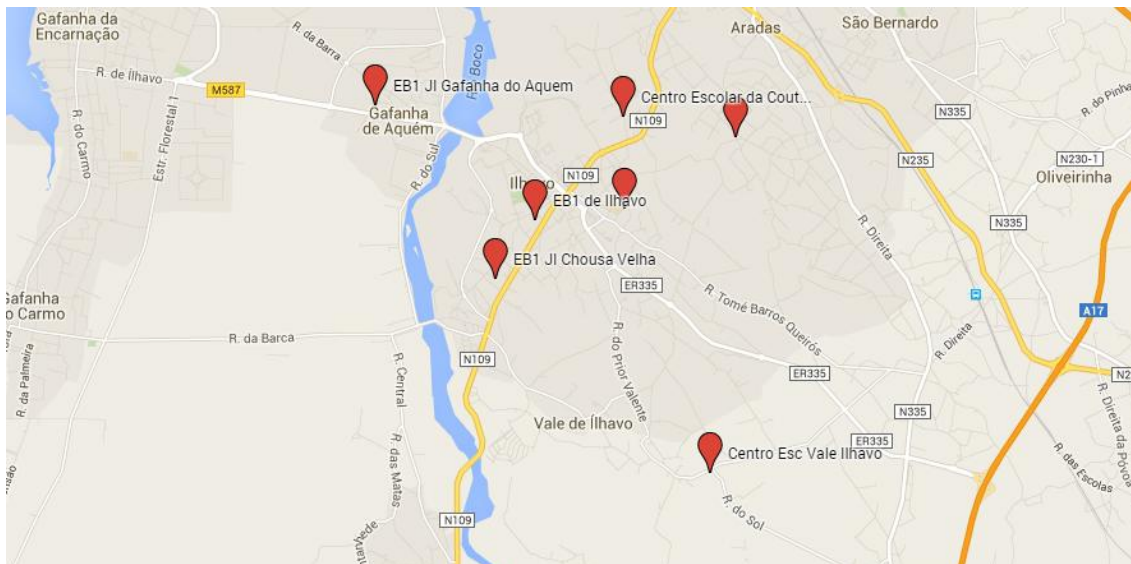 Gafanha da
Encarnação
R. da Barra
R. de Ílhavo
M587
EB1 JI Gafanha do Aquem
Gafanha
de Aquém
R. Boco
Aradas
São Bernardo
Centro Escolar da Cout...
N109
N335
R. do Pinha
N235
N230-1
Oliveirinha
R. do Carmo
Estr. Florestal 1
R. do Sul
N109
Ilhavo
EB1 de Ilhavo
R. Direita
N335
EB1 JI Chousa Velha
ER335
R. Tomé Barros Queirós
A17
Gafanha
o Carmo
R. da Barca
R. da Palmeira
R. Central
N109
R. do Prior Valente
R. Direita
ER335
N2
N335
R. Direita da Póvoa
Vale de Ílhavo
Centro Esc Vale Ilhavo
ER335
R. das Matas
R. das Escolas
R. do Sol
N109